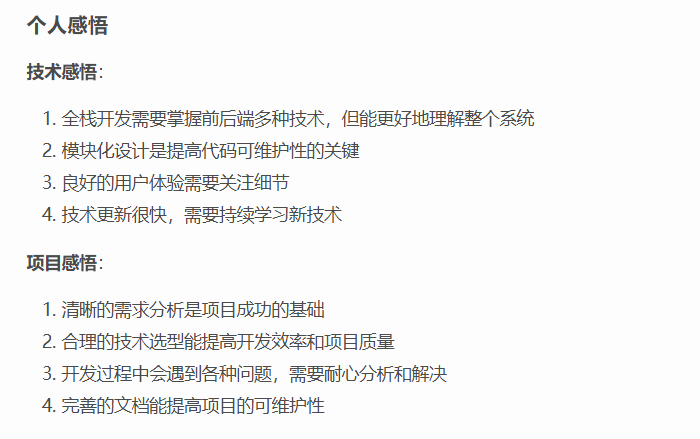 个人感悟
技术感悟：
1. 全栈开发需要掌握前后端多种技术，但能更好地理解整个系统
2. 模块化设计是提高代码可维护性的关键
3. 良好的用户体验需要关注细节
4. 技术更新很快，需要持续学习新技术
项目感悟：
1. 清晰的需求分析是项目成功的基础
2. 合理的技术选型能提高开发效率和项目质量
3. 开发过程中会遇到各种问题，需要耐心分析和解决
4. 完善的文档能提高项目的可维护性